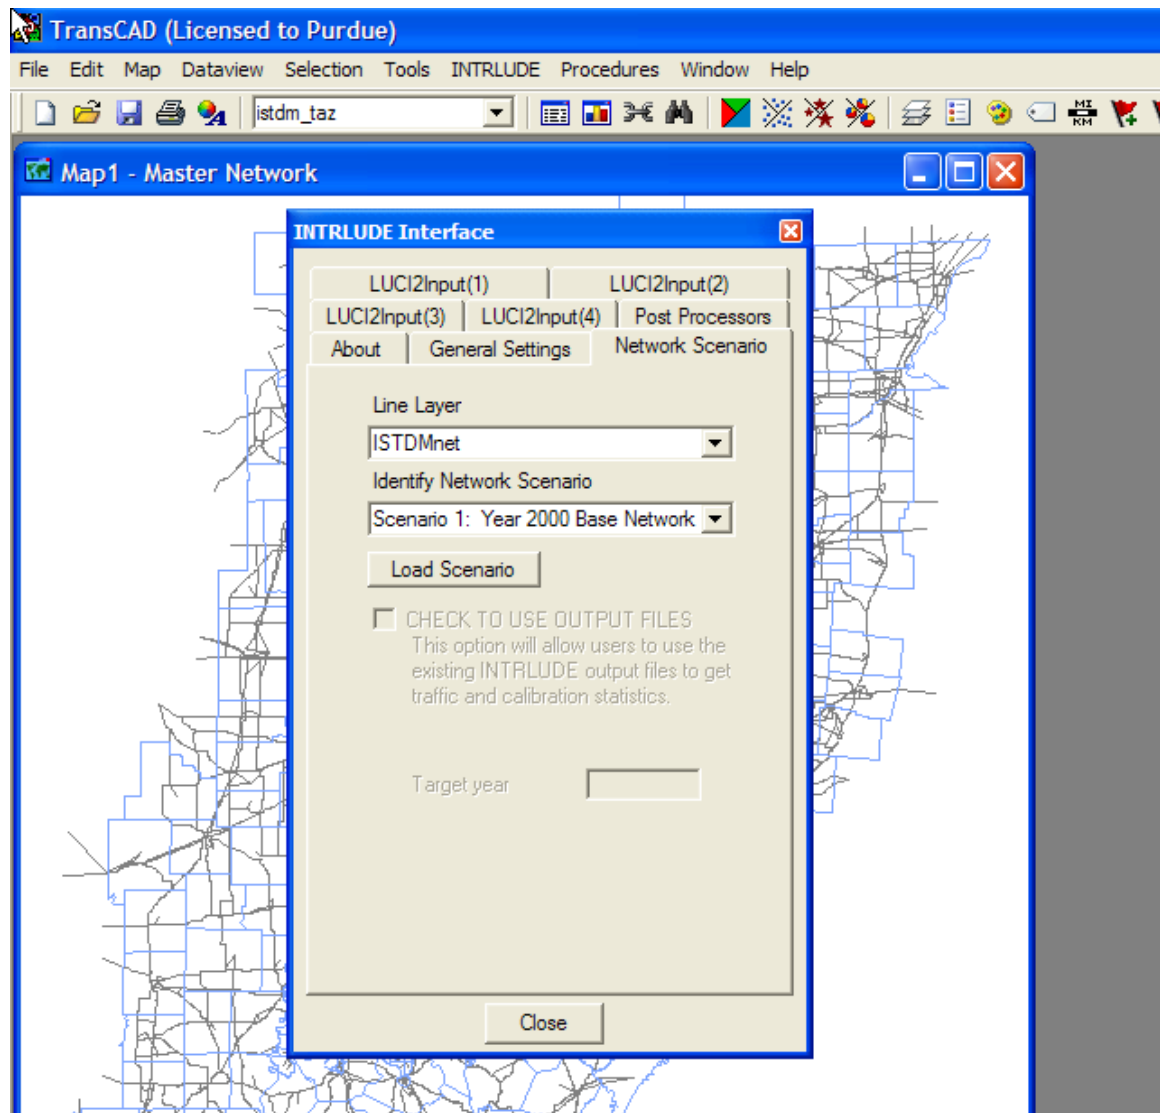 TransCAD (Licensed to Purdue)
File Edit Map Dataview Selection Tools INTRLUDE Procedures Window Help
istdm_taz
MI
KM
Map1 - Master Network
INTRLUDE Interface
LUCI2Input(1) LUCI2Input(2)
LUCI2Input(3) LUCI2Input(4) Post Processors
About General Settings Network Scenario
Line Layer
ISTDMnet
Identify Network Scenario
Scenario 1: Year 2000 Base Network
Load Scenario
CHECK TO USE OUTPUT FILES
This option will allow users to use the
existing INTRLUDE output files to get
traffic and calibration statistics.
Target year
Close